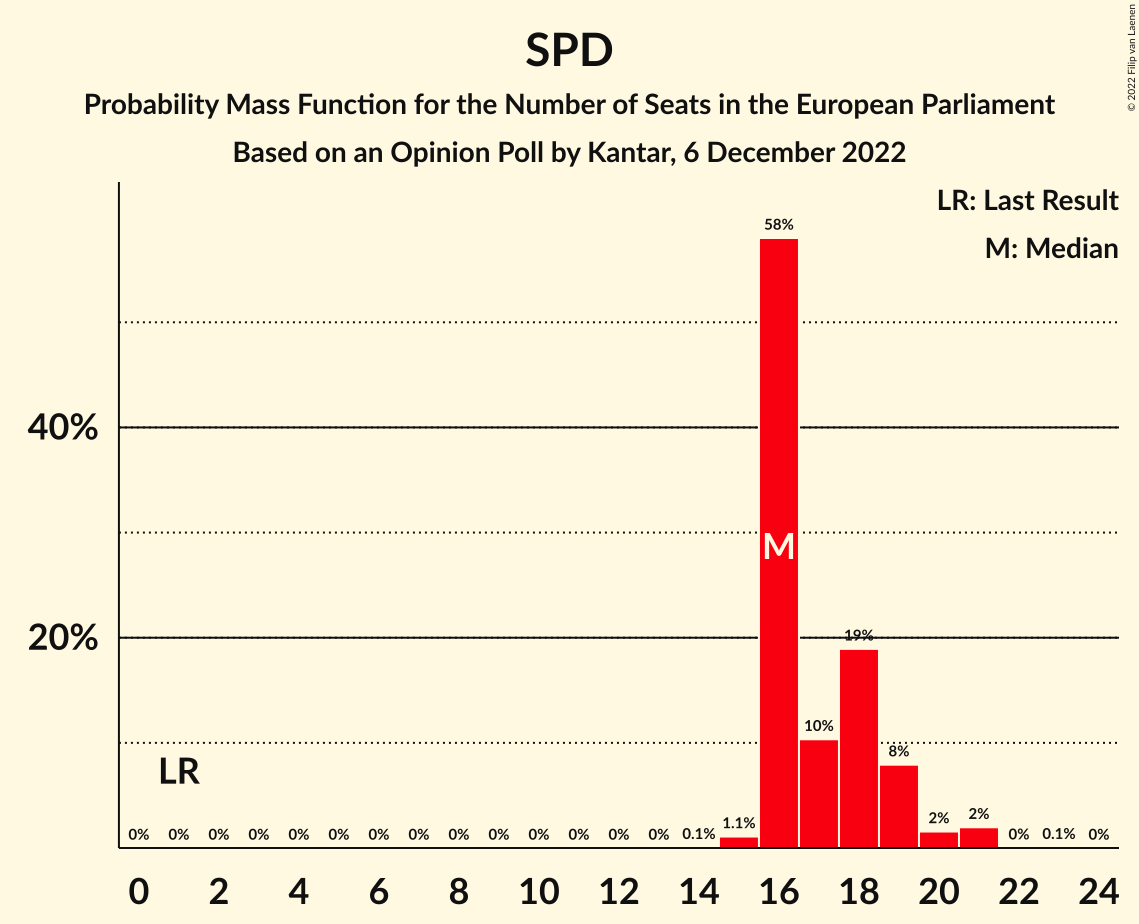 SPD
Probability Mass Function for the Number of Seats in the European Parliament
Based on an Opinion Poll by Kantar, 6 December 2022
© 2022 Filip van Laenen
LR: Last Result
M: Median
58%
40%
M
20%
19%
10%
8%
LR
0% 0% 0% 0% 0% 0% 0% 0% 0% 0% 0% 0% 0% 0% 0.1% 1.1% 2% 2% 0% 0.1% 0%
0 2 4 6 8 10 12 14 16 18 20 22 24